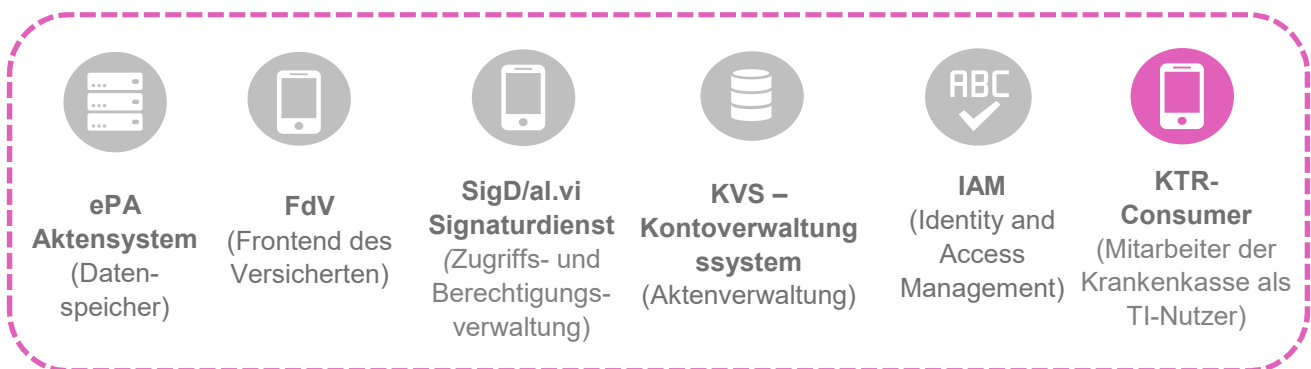 ABC
ePA
Aktensystem
(Daten-
speicher)
FdV
(Frontend des
Versicherten)
SigD/al.vi
Signaturdienst
(Zugriffs- und
Berechtigungs-
verwaltung)
KVS –
Kontoverwaltung
ssystem
(Aktenverwaltung)
IAM
(Identity and
Access
Management)
KTR-
Consumer
(Mitarbeiter der
Krankenkasse als
TI-Nutzer)